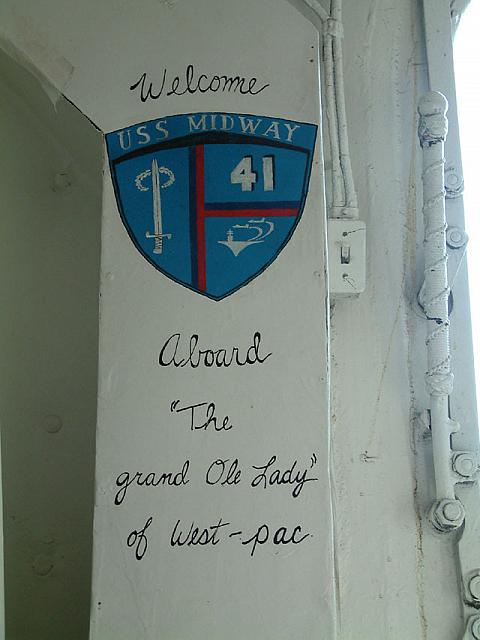 Welcome
USS MIDWAY
41
Aboard
"The
grand Ole Lady"
of West-pac